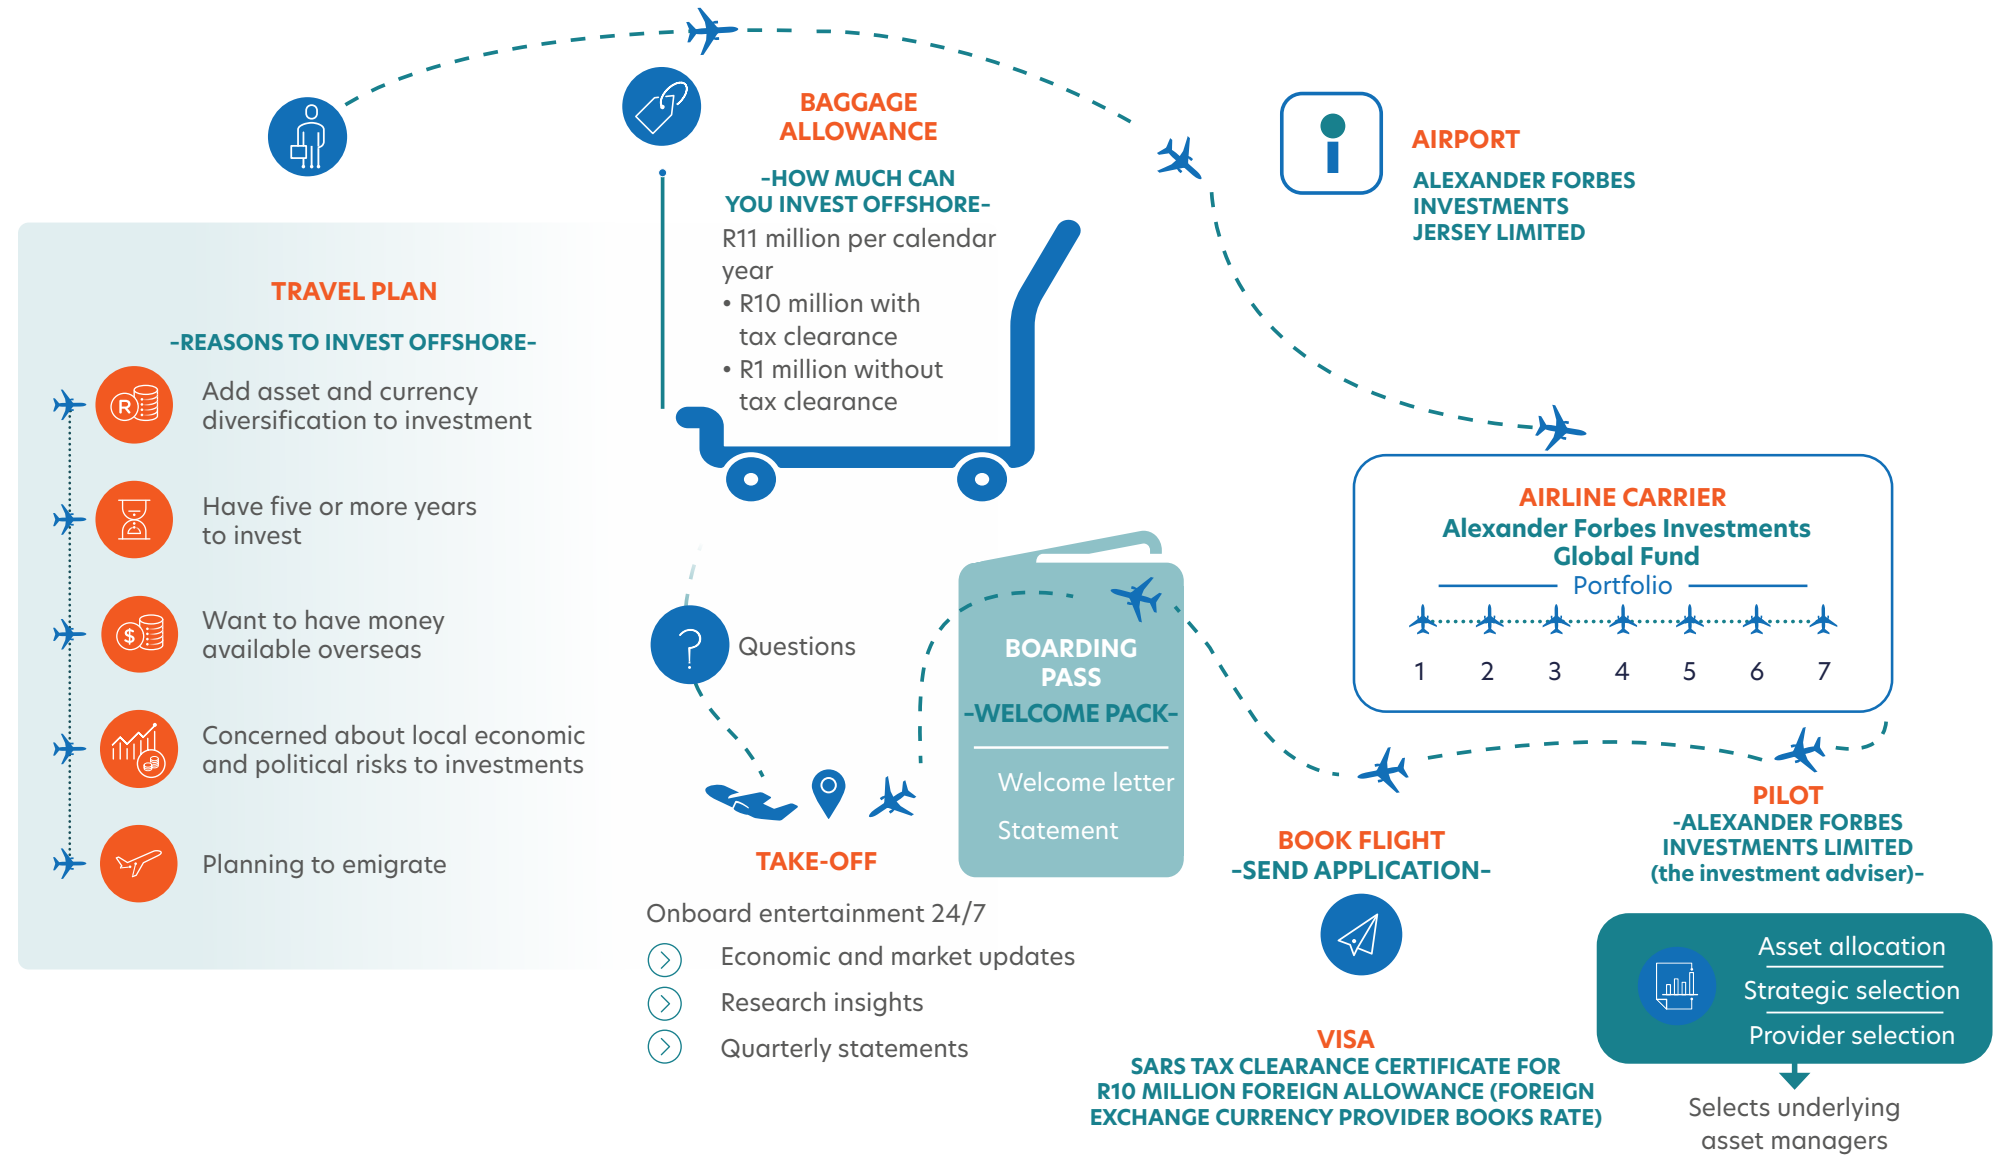 TRAVEL PLAN
–REASONS TO INVEST OFFSHORE–
R
Add asset and currency
diversification to investment
Have five or more years
to invest
$
Want to have money
available overseas
Concerned about local economic
and political risks to investments
Planning to emigrate
BAGGAGE
ALLOWANCE
–HOW MUCH CAN
YOU INVEST OFFSHORE–
R11 million per calendar
year
• R10 million with
tax clearance
• R1 million without
tax clearance
i
AIRPORT
ALEXANDER FORBES
INVESTMENTS
JERSEY LIMITED
AIRLINE CARRIER
Alexander Forbes Investments
Global Fund
Portfolio
1 2 3 4 5 6 7
PILOT
-ALEXANDER FORBES
INVESTMENTS LIMITED
(the investment adviser)–
Asset allocation
Strategic selection
Provider selection
Selects underlying
asset managers
BOOK FLIGHT
–SEND APPLICATION–
VISA
SARS TAX CLEARANCE CERTIFICATE FOR
R10 MILLION FOREIGN ALLOWANCE (FOREIGN
EXCHANGE CURRENCY PROVIDER BOOKS RATE)
BOARDING
PASS
–WELCOME PACK–
Welcome letter
Statement
? Questions
TAKE-OFF
Onboard entertainment 24/7
Economic and market updates
Research insights
Quarterly statements